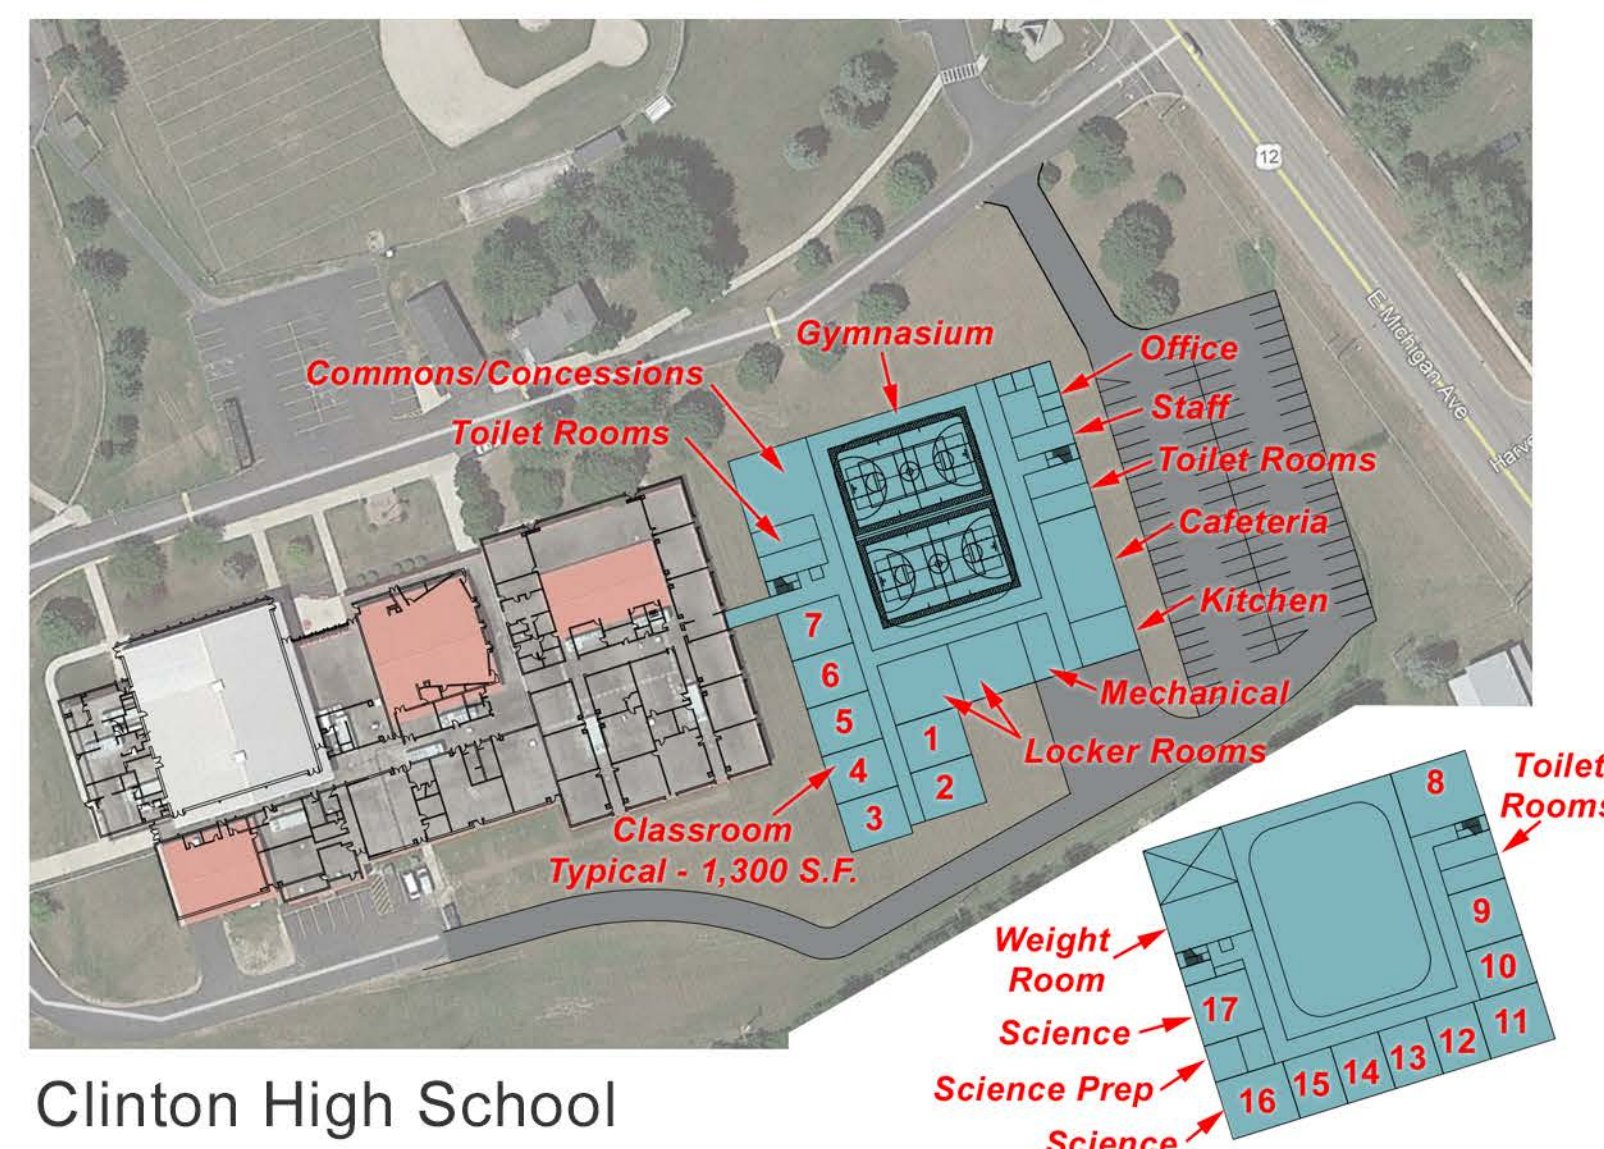 12
E Michigan Ave
Gymnasium
Office
Commons/Concessions
Staff
Toilet Rooms
Toilet Rooms
Cafeteria
Kitchen
7
6
5
4
3
1
2
Mechanical
Locker Rooms
Classroom
Typical - 1,300 S.F.
8
Toilet
Rooms
9
10
11
12
13
14
15
16
17
Weight
Room
Science
Science Prep
Science
Clinton High School